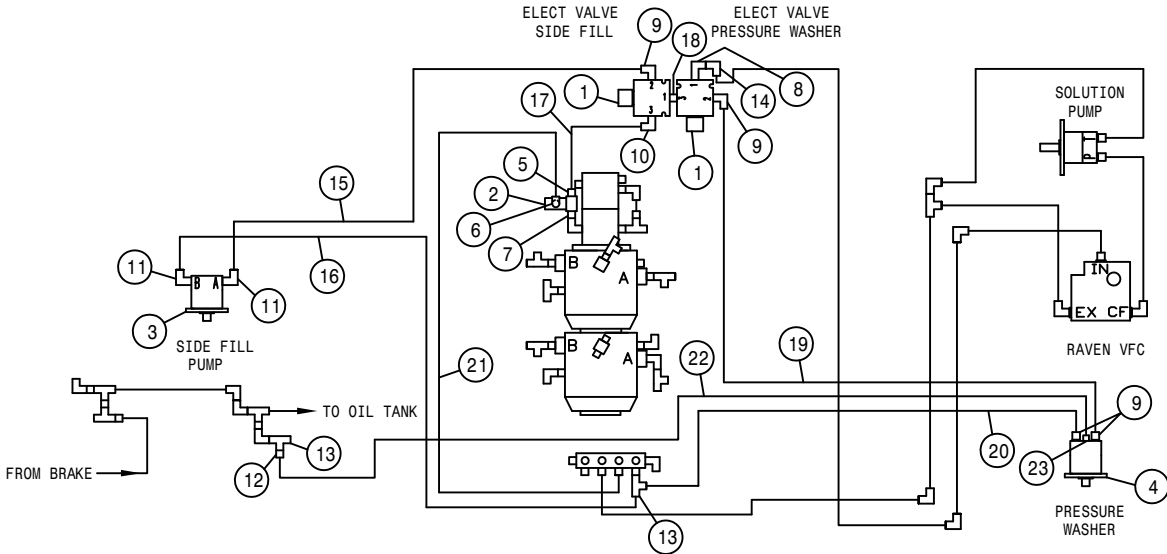 ELECT VALVE
SIDE FILL
ELECT VALVE
PRESSURE WASHER
9
18
8
14
1
2
1
3
3
1
2
9
10
1
17
5
2
6
7
15
16
11
11
B A
3
SIDE FILL
PUMP
21
B
A
B
A
SOLUTION
PUMP
T
P
IN
EX CF
RAVEN VFC
19
22
20
9
23
4
PRESSURE
WASHER
TO OIL TANK
FROM BRAKE
12
13
13